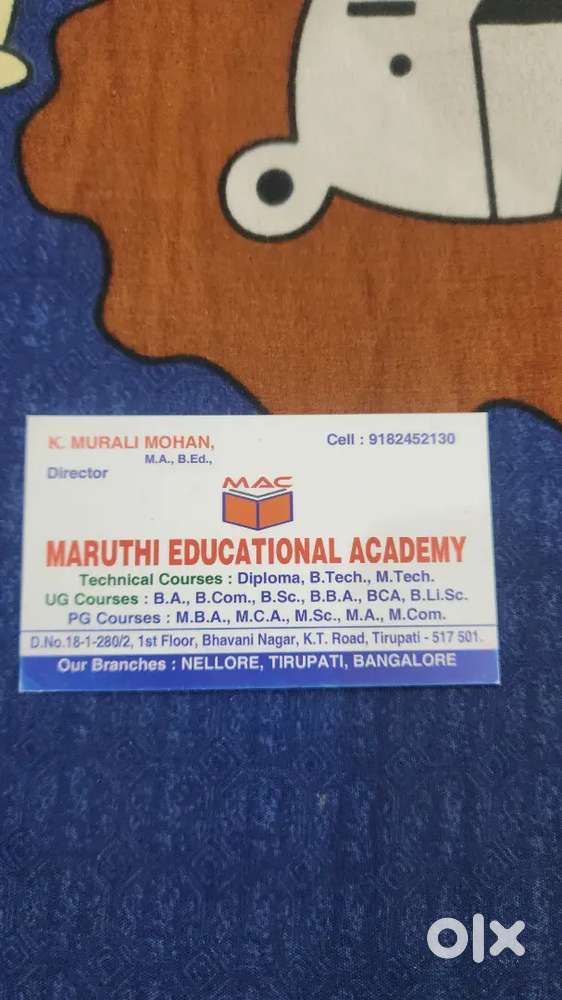 K. MURALI MOHAN,
M.A., B.Ed.,
Director
Cell : 9182452130
MAC
MARUTHI EDUCATIONAL ACADEMY
Technical Courses : Diploma, B.Tech., M.Tech.
UG Courses : B.A., B.Com., B.Sc., B.B.A., BCA, B.Li.Sc.
PG Courses : M.B.A., M.C.A., M.Sc., M.A., M.Com.
D.No.18-1-280/2, 1st Floor, Bhavani Nagar, K.T. Road, Tirupati - 517 501.
Our Branches : NELLORE, TIRUPATI, BANGALORE
olx